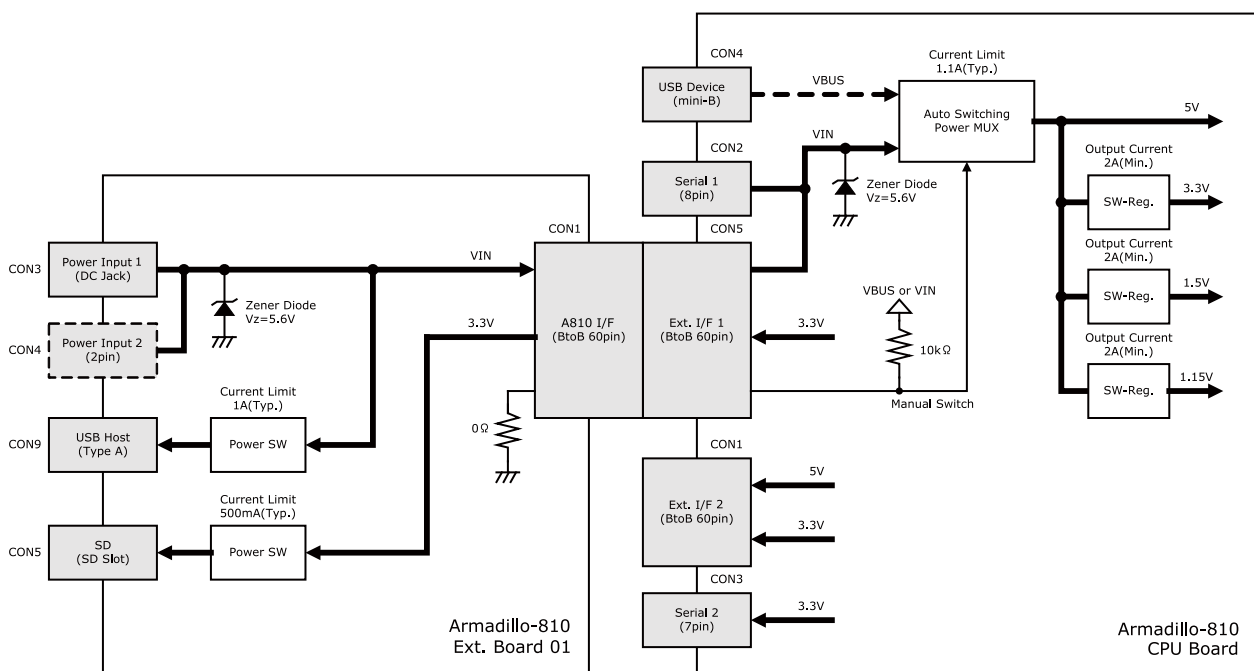 CON4
USB Device
(mini-B)
VBUS
Current Limit
1.1A(Typ.)
Auto Switching
Power MUX
5V
CON2
Serial 1
(8pin)
VIN
Zener Diode
Vz=5.6V
Output Current
2A(Min.)
SW-Reg.
3.3V
CON5
Ext. I/F 1
(BtoB 60pin)
3.3V
VBUS or VIN
10kΩ
Manual Switch
Output Current
2A(Min.)
SW-Reg.
1.5V
Output Current
2A(Min.)
SW-Reg.
1.15V
CON3
Power Input 1
(DC Jack)
VIN
CON1
A810 I/F
(BtoB 60pin)
Zener Diode
Vz=5.6V
3.3V
CON4
Power Input 2
(2pin)
0Ω
CON9
USB Host
(Type A)
Current Limit
1A(Typ.)
Power SW
CON5
SD
(SD Slot)
Current Limit
500mA(Typ.)
Power SW
CON1
Ext. I/F 2
(BtoB 60pin)
5V
3.3V
CON3
Serial 2
(7pin)
3.3V
Armadillo-810
Ext. Board 01
Armadillo-810
CPU Board